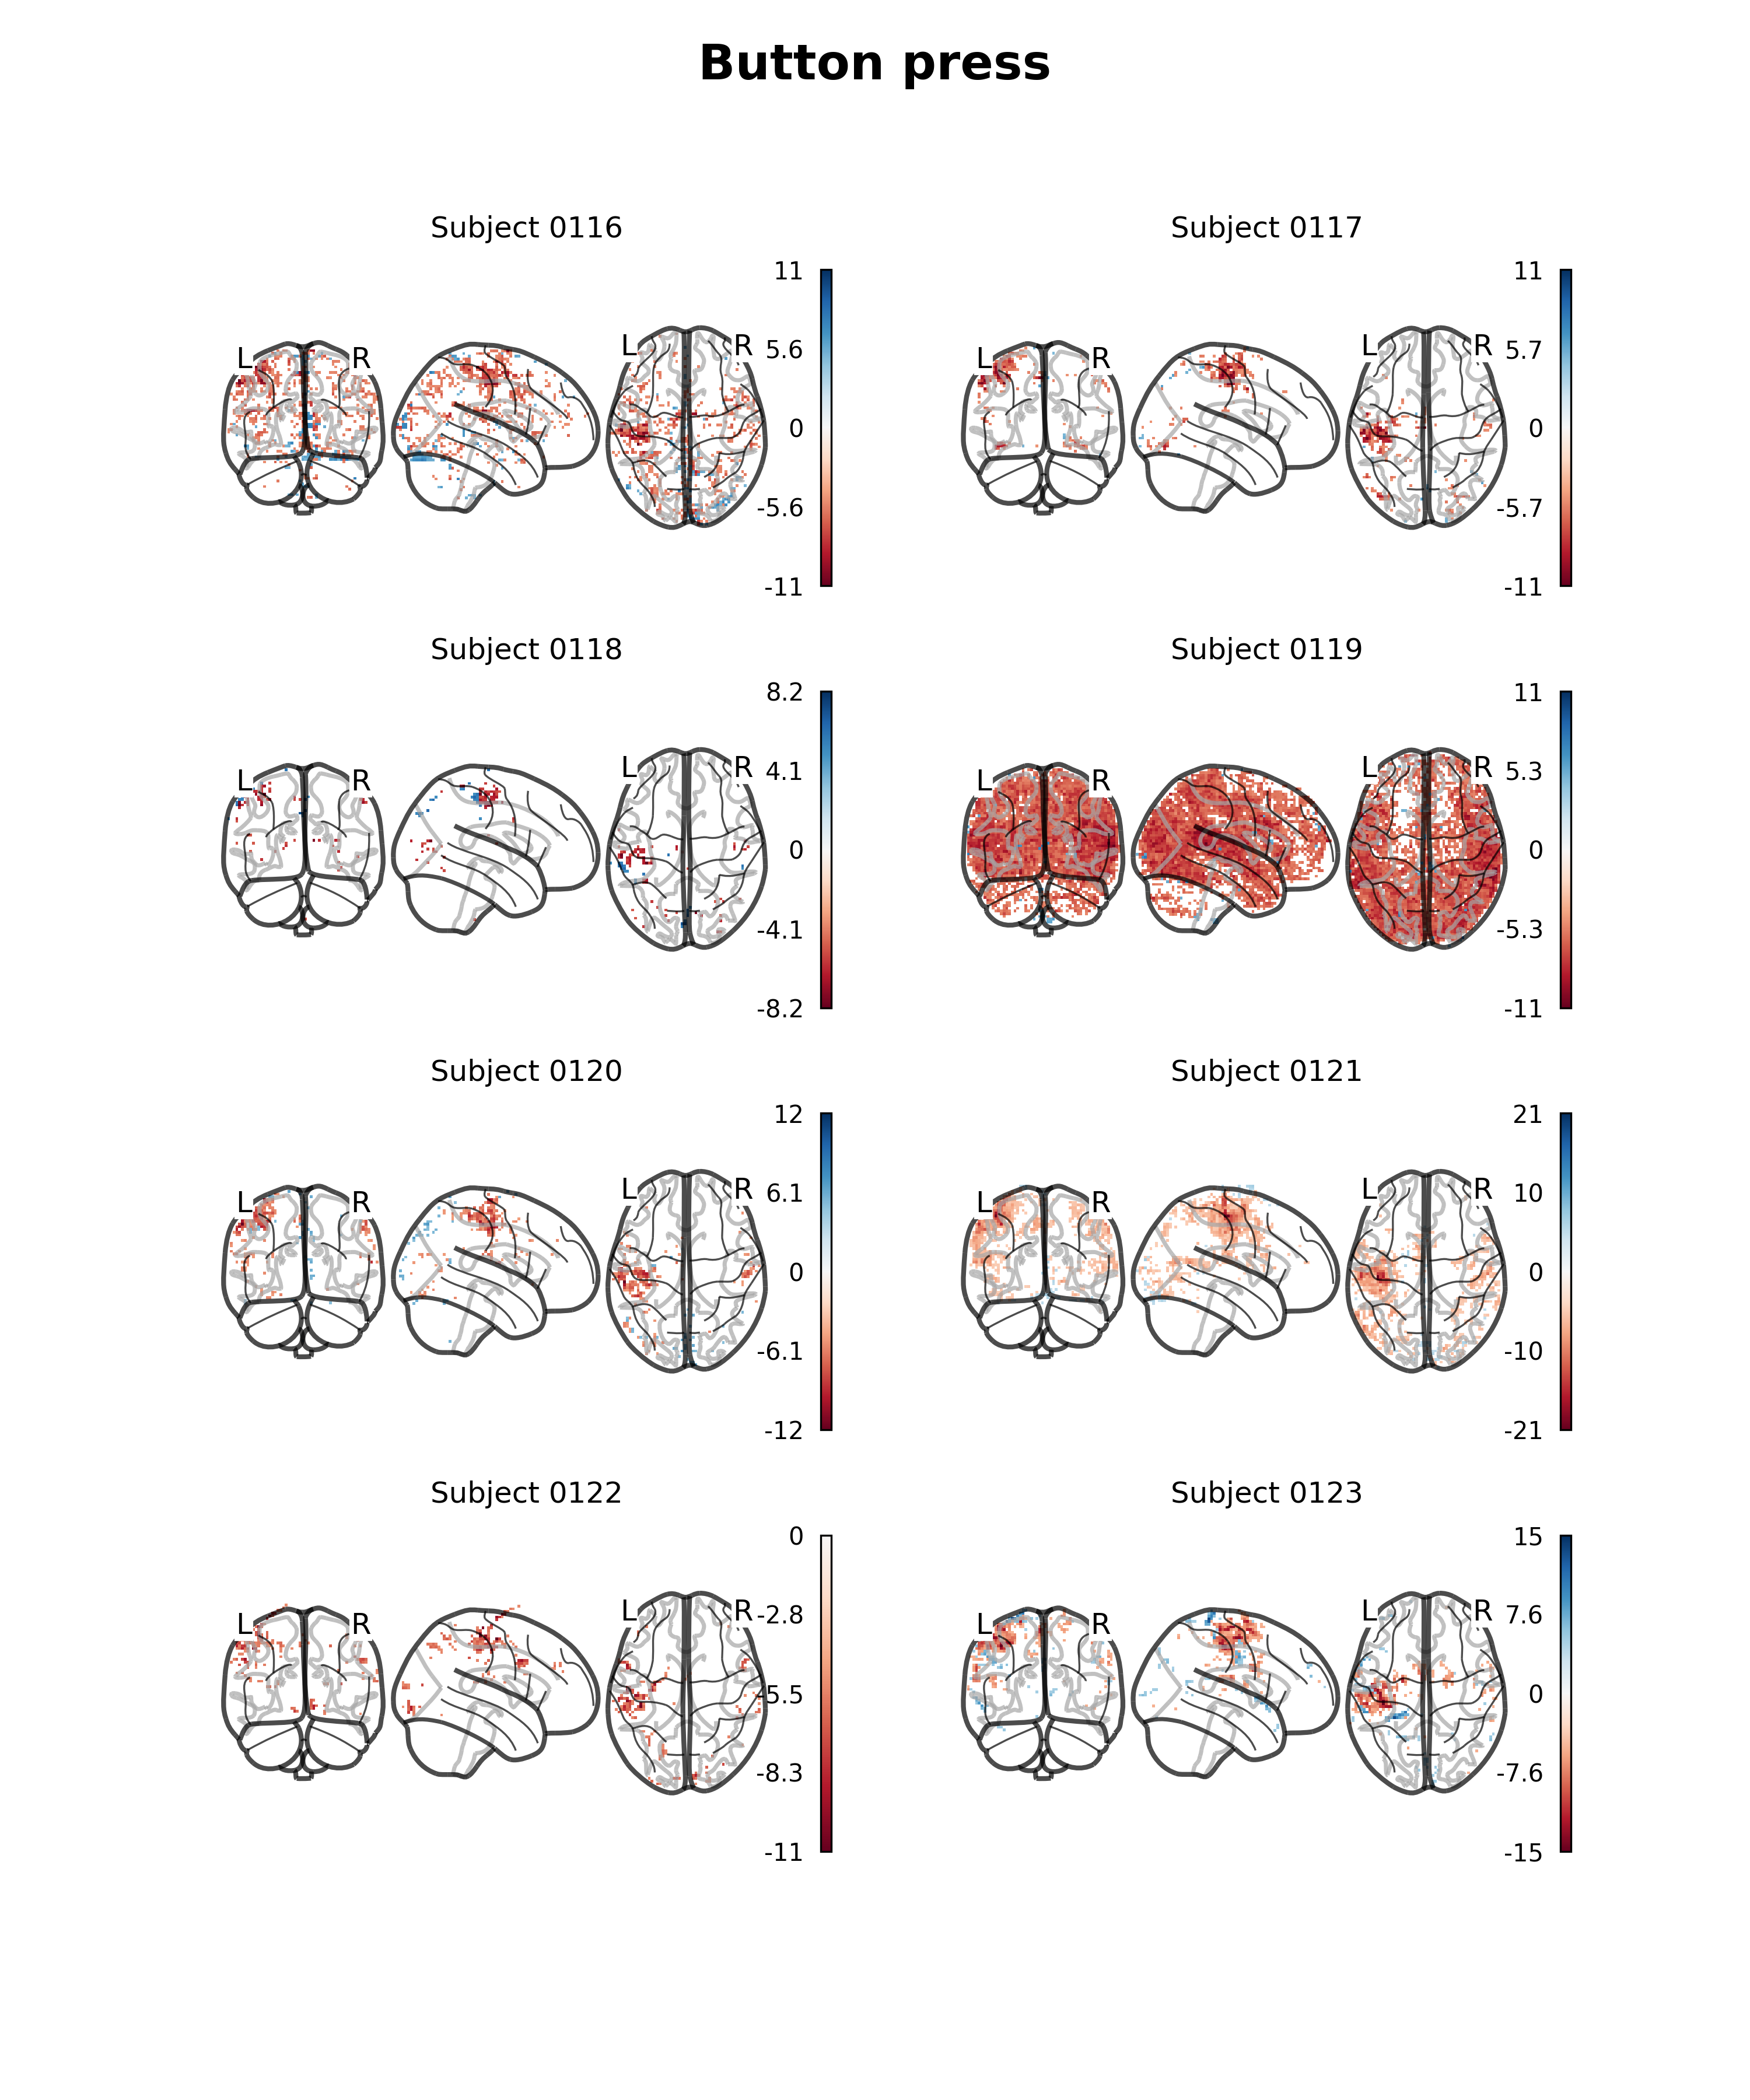 Button press
Subject 0116
Subject 0117
L R L R
11
5.6
0
-5.6
-11
L R L R
11
5.7
0
-5.7
-11
Subject 0118
Subject 0119
L R L R
8.2
4.1
0
-4.1
-8.2
L R L R
11
5.3
0
-5.3
-11
Subject 0120
Subject 0121
L R L R
12
6.1
0
-6.1
-12
L R L R
21
10
0
-10
-21
Subject 0122
Subject 0123
L R L R
0
-2.8
-5.5
-8.3
-11
L R L R
15
7.6
0
-7.6
-15